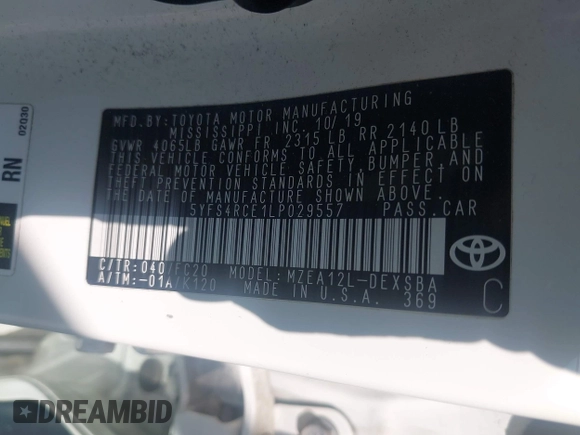 MFD.BY:TOYOTA MOTOR MANUFACTURING
MISSISSIPPI INC. 10/19
GVWR 4065LB GAWR FR 2315 LB RR 2140 LB
THIS VEHICLE CONFORMS TO ALL APPLICABLE
FEDERAL MOTOR VEHICLE SAFETY, BUMPER, AND
THEFT PREVENTION STANDARDS IN EFFECT ON
THE DATE OF MANUFACTURE SHOWN ABOVE.
5YFS4RCE1LP029557 PASS.CAR
C/TR: 040/FC20 MODEL: MZEA12L-DEXSBA
A/TM:-01A/K120 MADE IN U.S.A. 369
C
RN
02030
DREAMBID